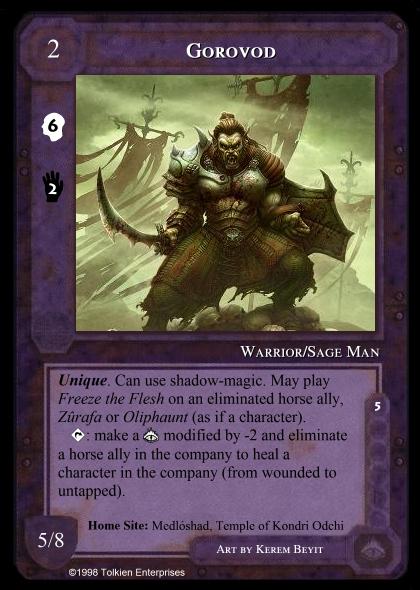 2
GOROVOD
6
2
WARRIOR/SAGE MAN
Unique. Can use shadow-magic. May play
Freeze the Flesh on an eliminated horse ally,
Zûrafa or Oliphaunt (as if a character).
: make a modified by -2 and eliminate
a horse ally in the company to heal a
character in the company (from wounded to
untapped).
5
Home Site: Medlóshad, Temple of Kondri Odchi
5/8
ART BY KEREM BEYIT
©1998 Tolkien Enterprises